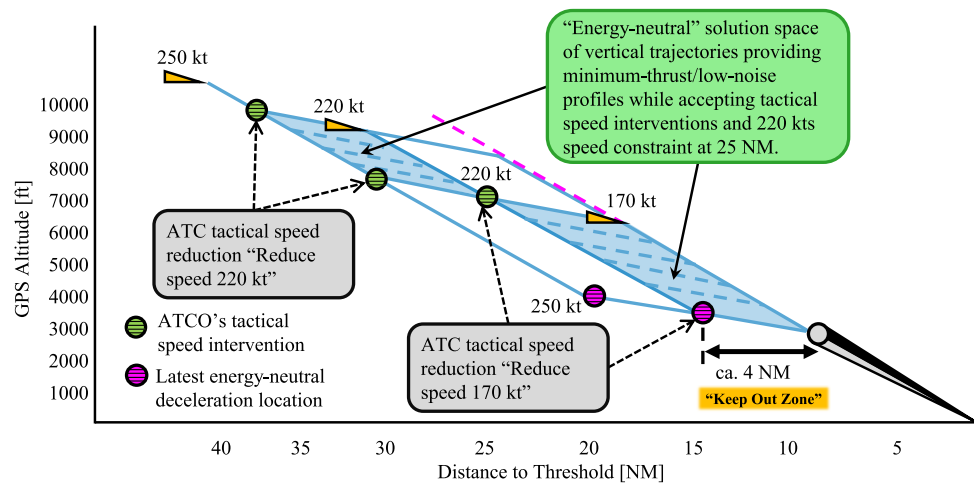 “Energy-neutral” solution space
of vertical trajectories providing
minimum-thrust/low-noise
profiles while accepting tactical
speed interventions and 220 kts
speed constraint at 25 NM.
250 kt
220 kt
220 kt
170 kt
250 kt
GPS Altitude [ft]
10000
9000
8000
7000
6000
5000
4000
3000
2000
1000
ATC tactical speed
reduction “Reduce
speed 220 kt”
ATCO’s tactical
speed intervention
Latest energy-neutral
deceleration location
ATC tactical speed
reduction “Reduce
speed 170 kt”
ca. 4 NM
“Keep Out Zone”
40 35 30 25 20 15 10 5
Distance to Threshold [NM]